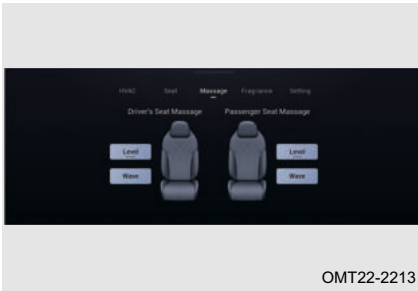 HVAC Seat Massage Fragrance Setting
Driver's Seat Massage Passenger Seat Massage
Level Level
Wave Wave
OMT22-2213